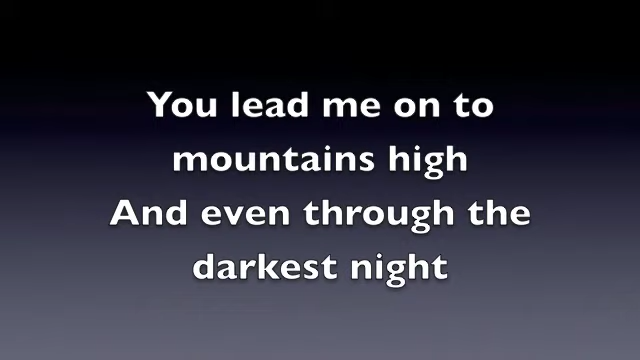 You lead me on to
mountains high
And even through the
darkest night